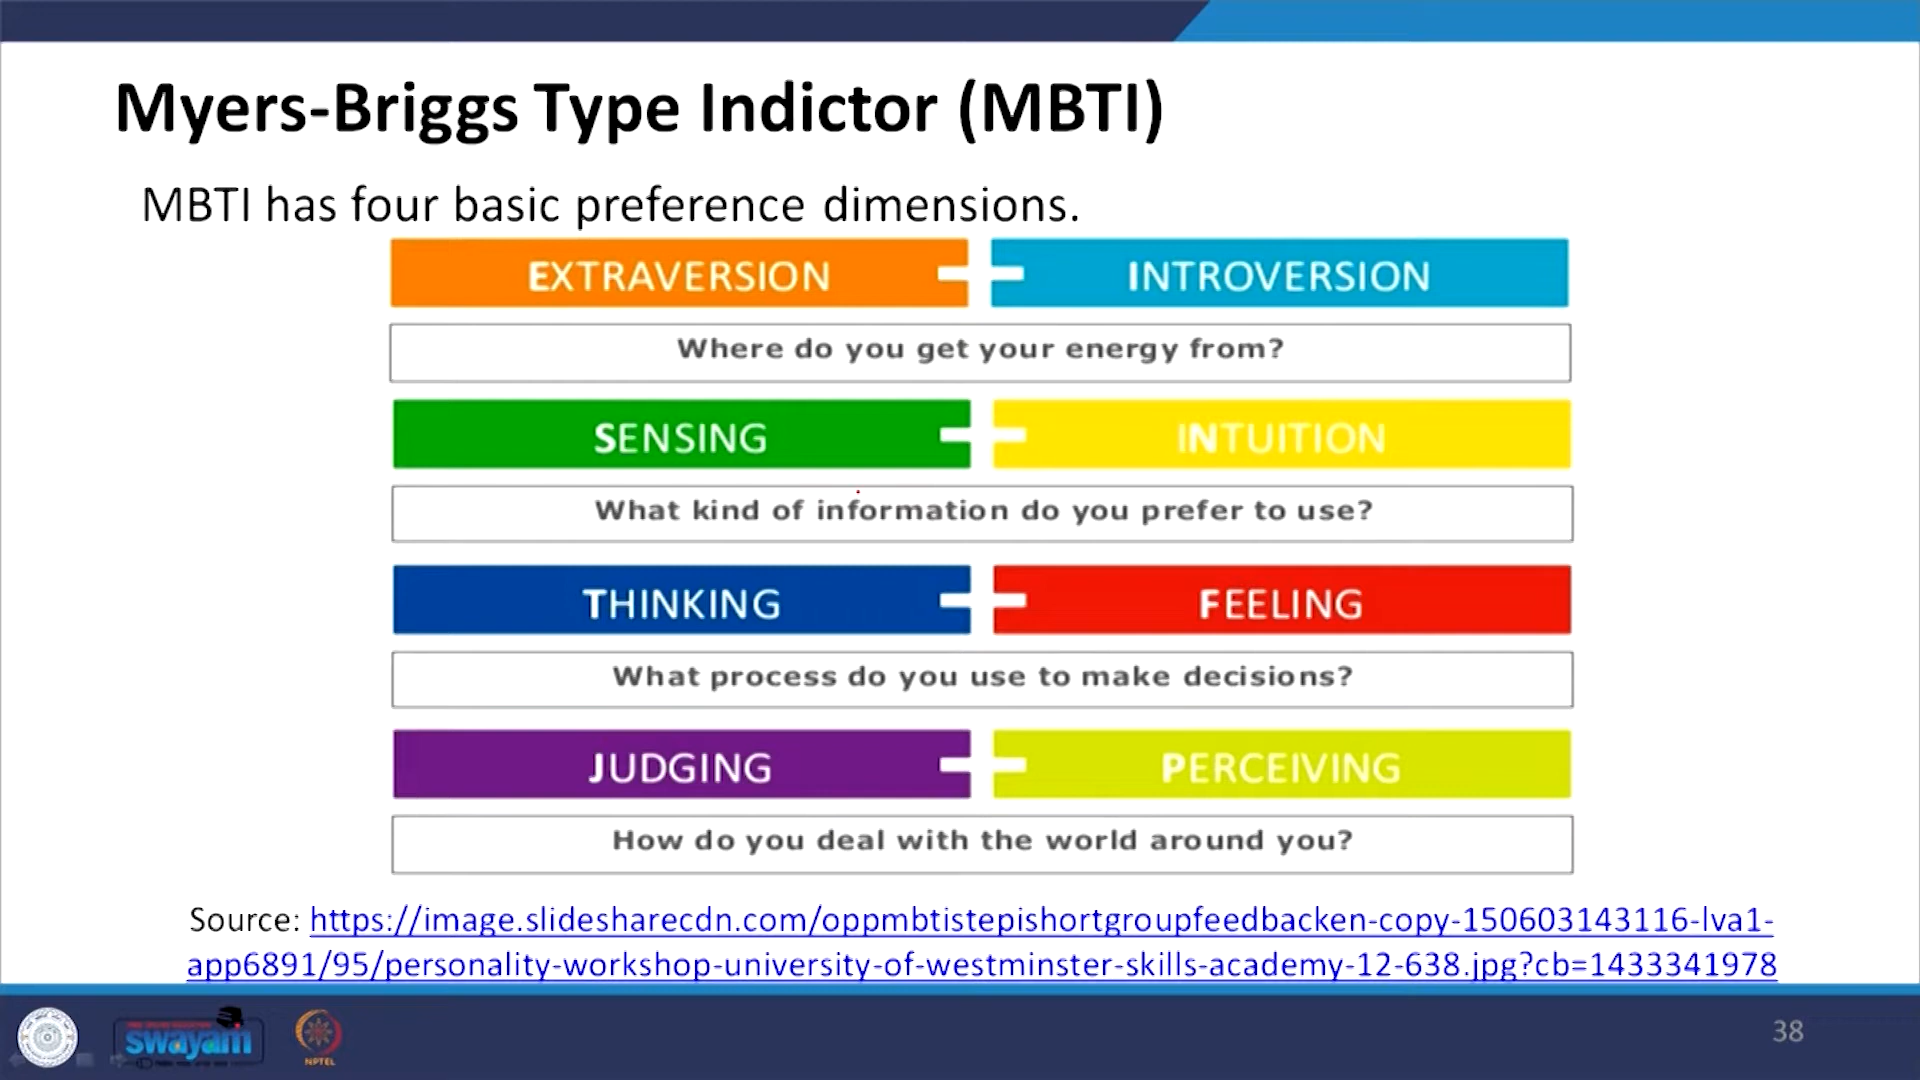 Myers-Briggs Type Indictor (MBTI)
MBTI has four basic preference dimensions.
EXTRAVERSION INTROVERSION
Where do you get your energy from?
SENSING INTUITION
What kind of information do you prefer to use?
THINKING FEELING
What process do you use to make decisions?
JUDGING PERCEIVING
How do you deal with the world around you?
Source: https://image.slidesharecdn.com/oppmbtistepishortgroupfeedbacken-copy-150603143116-lva1-
app6891/95/personality-workshop-university-of-westminster-skills-academy-12-638.jpg?cb=1433341978
swayam
NPTEL
38